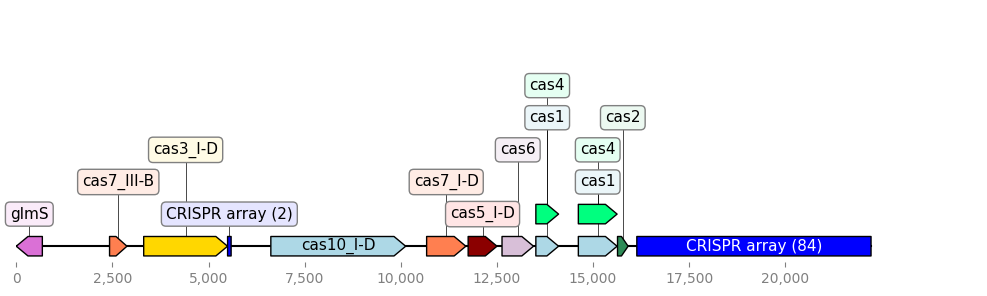 cas4
cas1
cas2
cas3_I-D
cas6
cas4
cas7_III-B
cas7_I-D
cas1
glmS
CRISPR array (2)
cas5_I-D
cas10_I-D
CRISPR array (84)
0
2,500
5,000
7,500
10,000
12,500
15,000
17,500
20,000